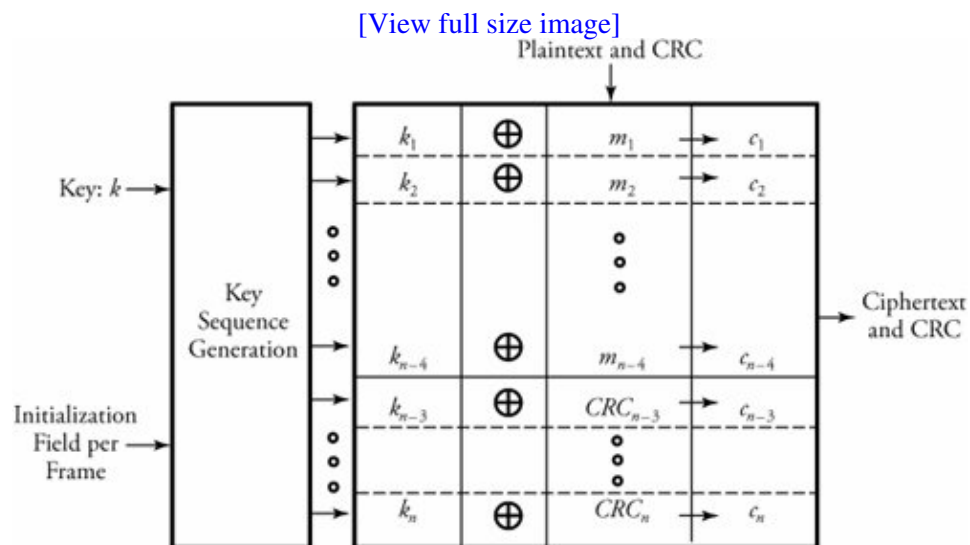 [View full size image]
Plaintext and CRC
Key: k
Initialization
Field per
Frame
Key
Sequence
Generation
k₁ ⊕ m₁ c₁
k₂ ⊕ m₂ c₂
kₙ₋₄ ⊕ mₙ₋₄ cₙ₋₄
kₙ₋₃ ⊕ CRCₙ₋₃ cₙ₋₃
kₙ ⊕ CRCₙ cₙ
Ciphertext
and CRC